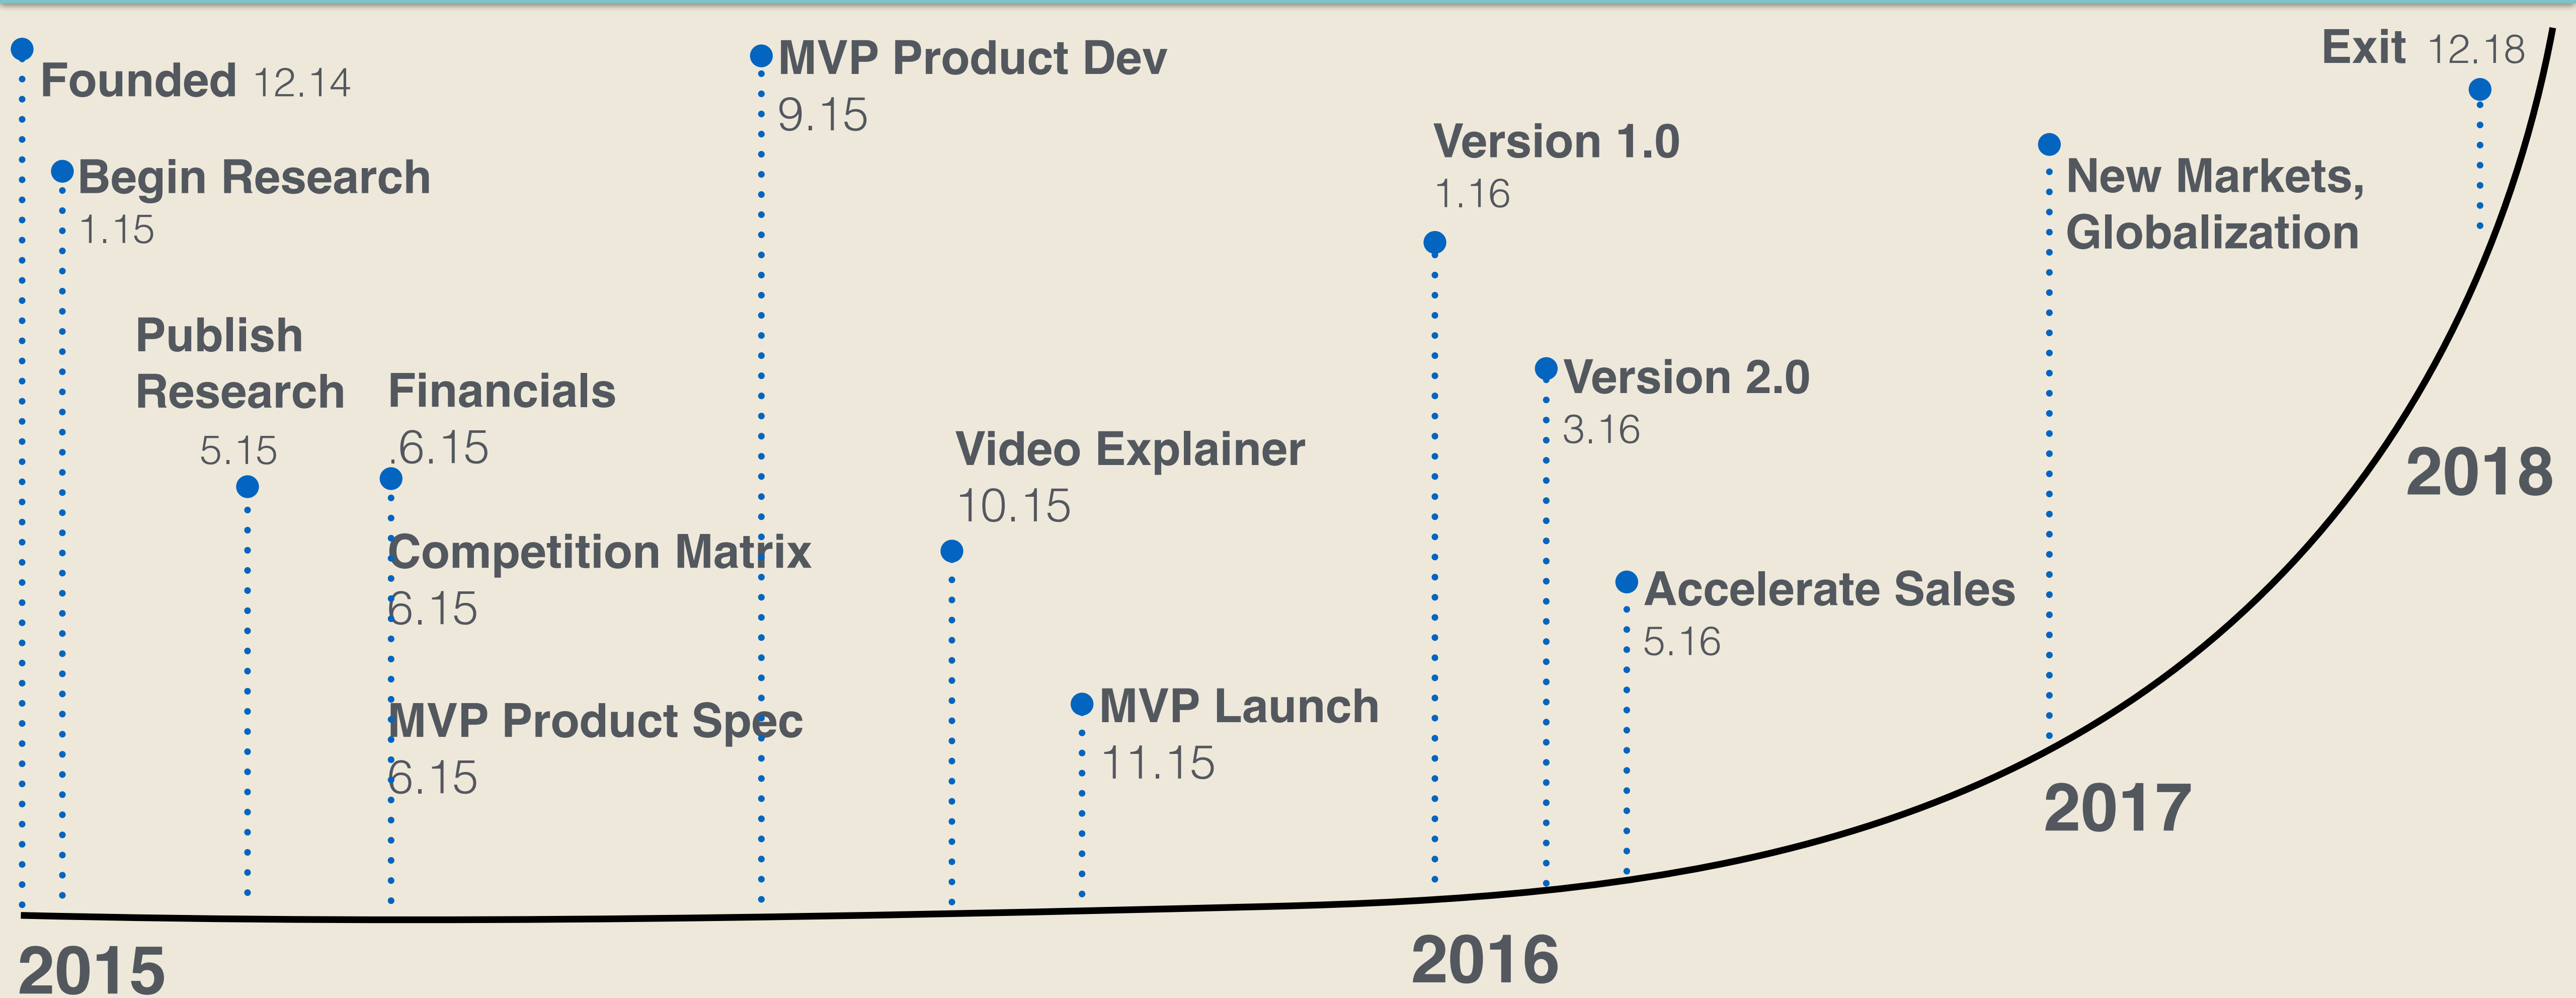 Founded 12.14
Begin Research
1.15
Publish
Research
5.15
Financials
.6.15
Competition Matrix
6.15
MVP Product Spec
6.15
MVP Product Dev
9.15
Video Explainer
10.15
MVP Launch
11.15
Version 1.0
1.16
Version 2.0
3.16
Accelerate Sales
5.16
New Markets,
Globalization
Exit 12.18
2015
2016
2017
2018